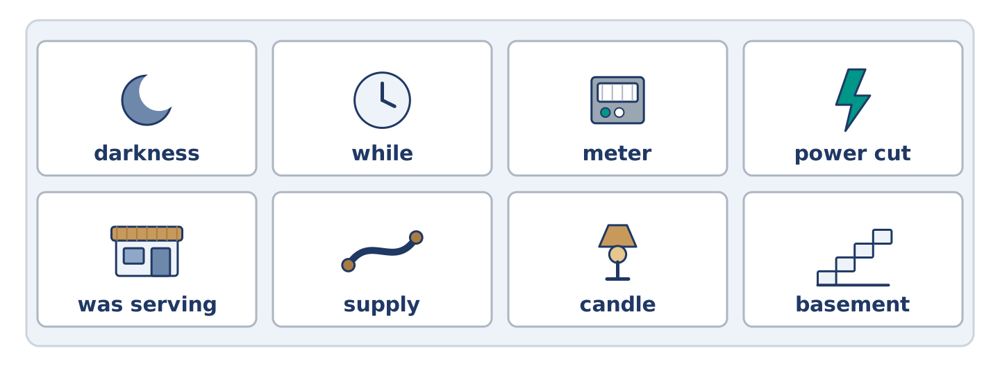 darkness
while
meter
power cut
was serving
supply
candle
basement